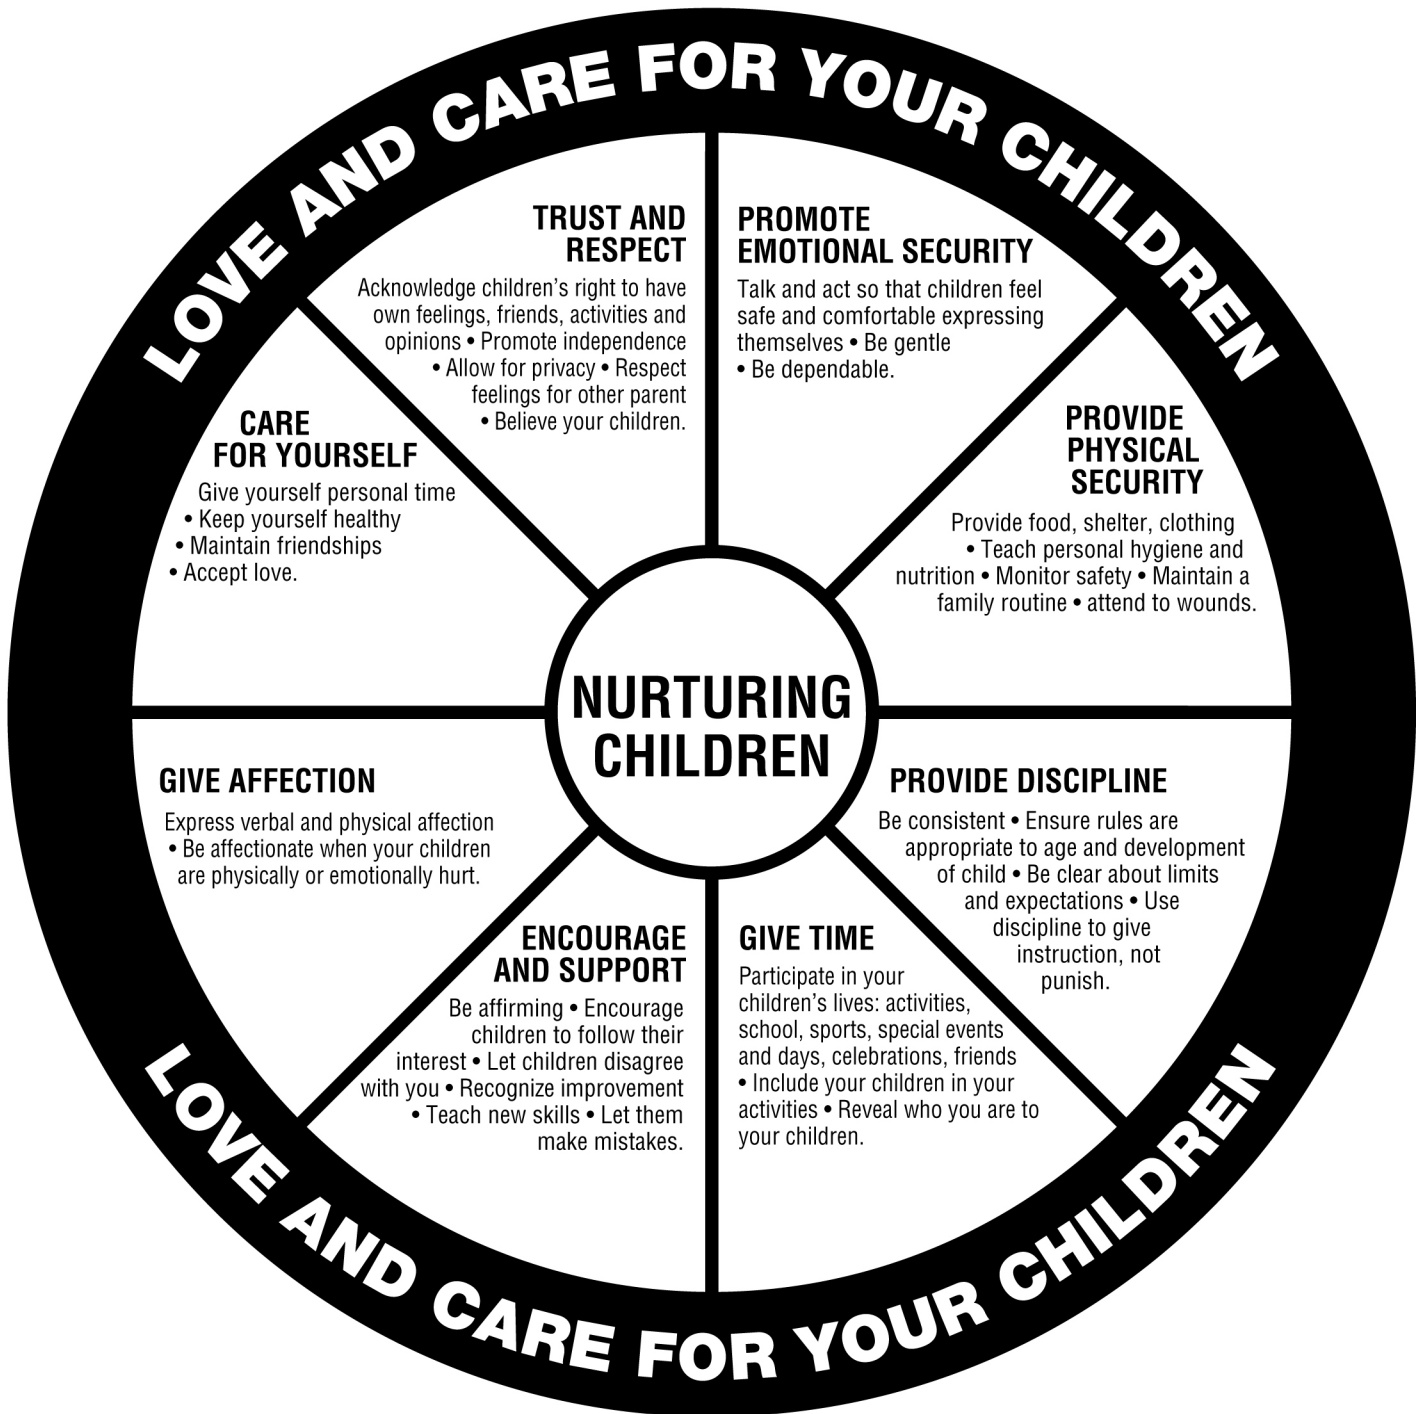 LOVE AND CARE FOR YOUR CHILDREN
TRUST AND
RESPECT
Acknowledge children's right to have
own feelings, friends, activities and
opinions • Promote independence
• Allow for privacy • Respect
feelings for other parent
• Believe your children.
PROMOTE
EMOTIONAL SECURITY
Talk and act so that children feel
safe and comfortable expressing
themselves • Be gentle
• Be dependable.
CARE
FOR YOURSELF
Give yourself personal time
• Keep yourself healthy
• Maintain friendships
• Accept love.
PROVIDE
PHYSICAL
SECURITY
Provide food, shelter, clothing
• Teach personal hygiene and
nutrition • Monitor safety • Maintain a
family routine • attend to wounds.
NURTURING
CHILDREN
GIVE AFFECTION
Express verbal and physical affection
• Be affectionate when your children
are physically or emotionally hurt.
PROVIDE DISCIPLINE
Be consistent • Ensure rules are
appropriate to age and development
of child • Be clear about limits
and expectations • Use
discipline to give
instruction, not
punish.
ENCOURAGE
AND SUPPORT
Be affirming • Encourage
children to follow their
interest • Let children disagree
with you • Recognize improvement
• Teach new skills • Let them
make mistakes.
GIVE TIME
Participate in your
children's lives: activities,
school, sports, special events
and days, celebrations, friends
• Include your children in your
activities • Reveal who you are to
your children.
LOVE AND CARE FOR YOUR CHILDREN